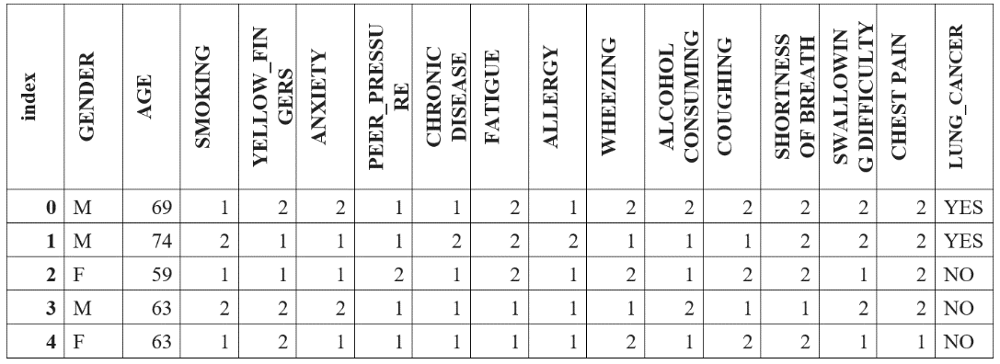 index GENDER AGE SMOKING YELLOW_FIN GERS ANXIETY PEER_PRESSU RE CHRONIC DISEASE FATIGUE ALLERGY WHEEZING ALCOHOL CONSUMING COUGHING SHORTNESS OF BREATH SWALLOWIN G DIFFICULTY CHEST PAIN LUNG_CANCER
0 M 69 1 2 2 1 1 2 1 2 2 2 2 2 2 YES
1 M 74 2 1 1 1 2 2 2 1 1 1 2 2 2 YES
2 F 59 1 1 1 2 1 2 1 2 1 2 2 1 2 NO
3 M 63 2 2 2 1 1 1 1 1 2 1 1 2 2 NO
4 F 63 1 2 1 1 1 1 1 2 1 2 2 1 1 NO